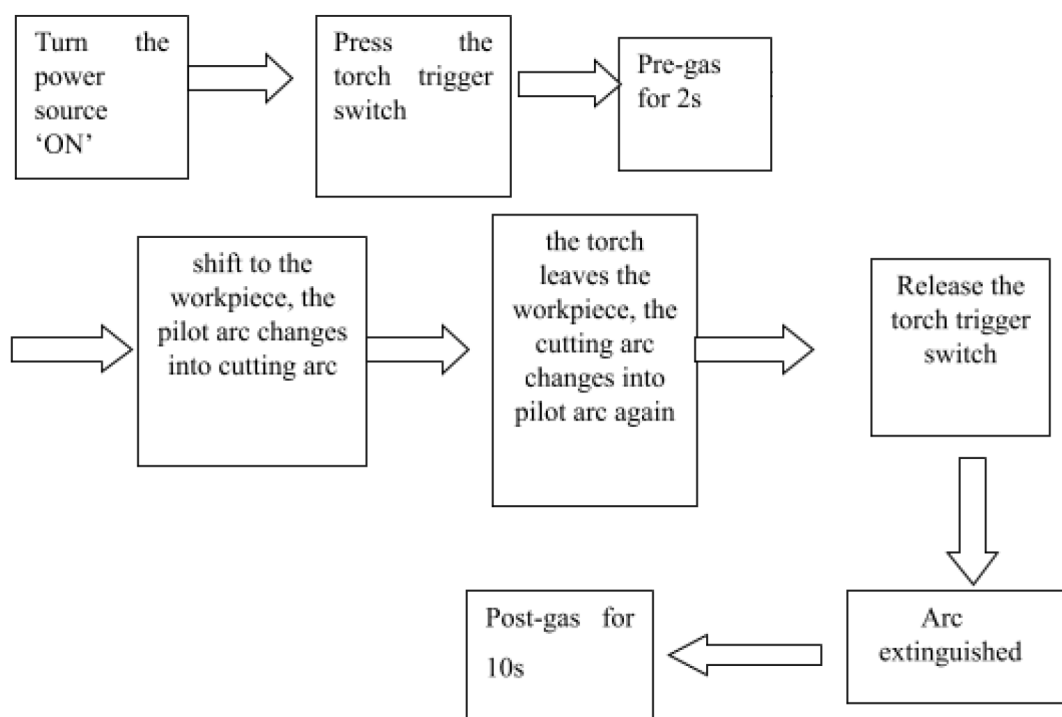 Turn the
power
source
‘ON’
Press the
torch trigger
switch
Pre-gas
for 2s
shift to the
workpiece, the
pilot arc changes
into cutting arc
the torch
leaves the
workpiece, the
cutting arc
changes into
pilot arc again
Release the
torch trigger
switch
Arc
extinguished
Post-gas for
10s